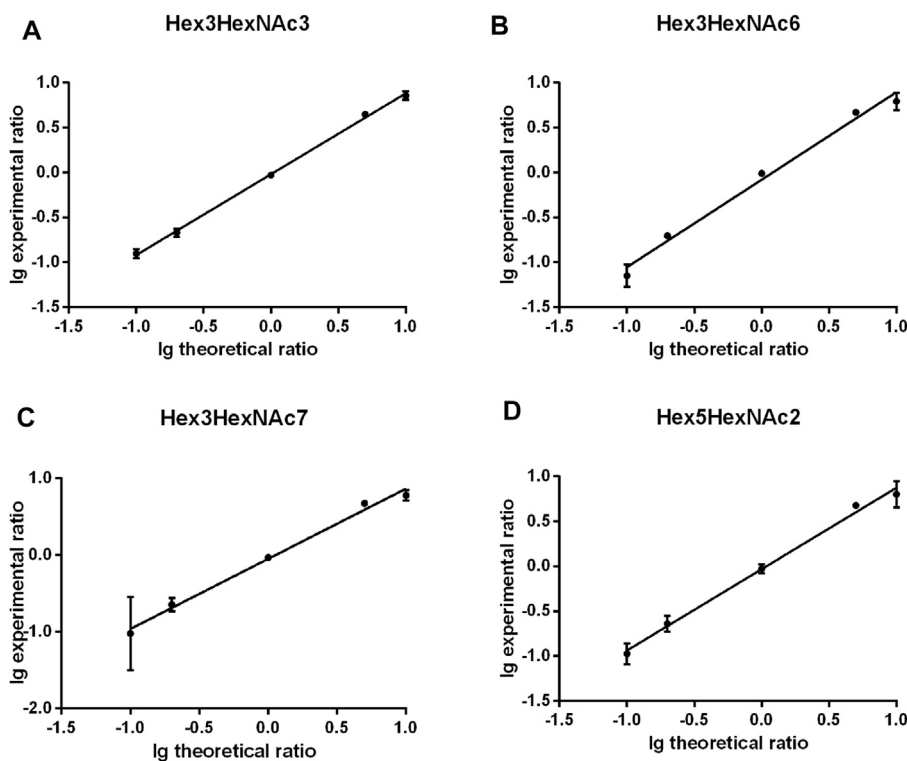 A
Hex3HexNAc3
lg experimental ratio
1.0
0.5
0.0
-0.5
-1.0
-1.5
-1.5 -1.0 -0.5 0.0 0.5 1.0
lg theoretical ratio
B
Hex3HexNAc6
lg experimental ratio
1.0
0.5
0.0
-0.5
-1.0
-1.5
-1.5 -1.0 -0.5 0.0 0.5 1.0
lg theoretical ratio
C
Hex3HexNAc7
lg experimental ratio
1.0
0.0
-1.0
-2.0
-1.5 -1.0 -0.5 0.0 0.5 1.0
lg theoretical ratio
D
Hex5HexNAc2
lg experimental ratio
1.0
0.5
0.0
-0.5
-1.0
-1.5
-1.5 -1.0 -0.5 0.0 0.5 1.0
lg theoretical ratio